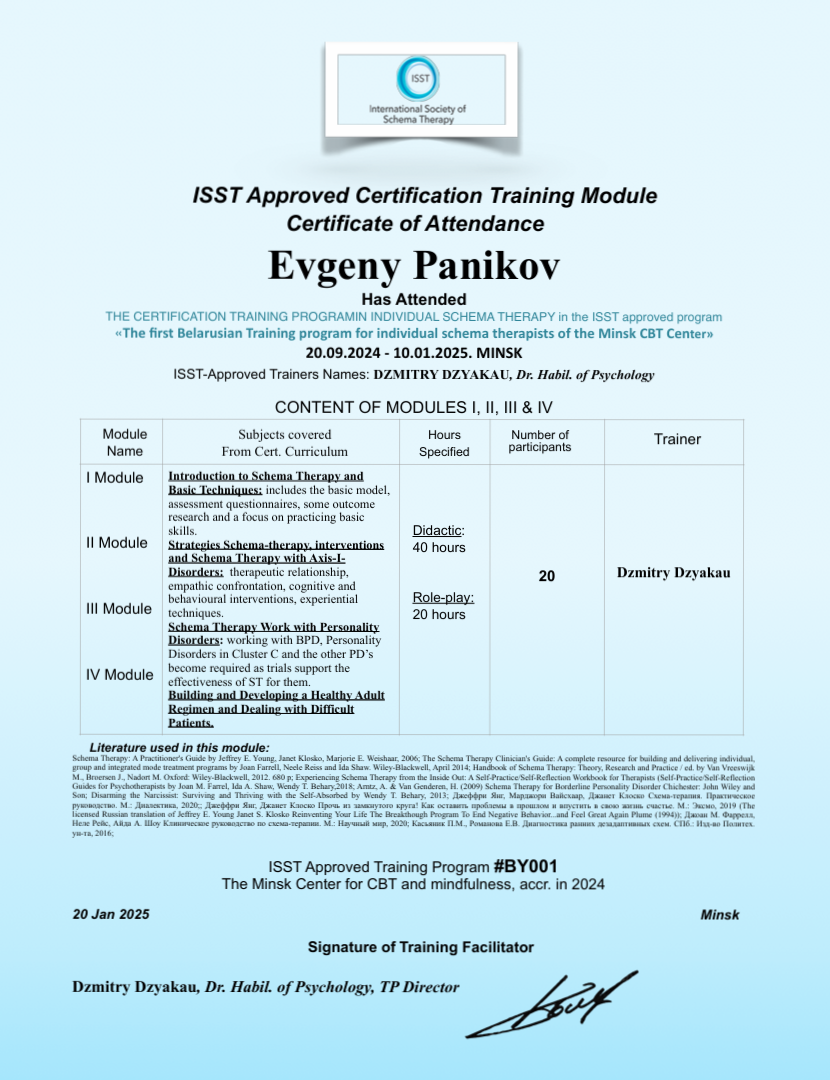 ISST
International Society of
Schema Therapy
ISST Approved Certification Training Module
Certificate of Attendance
Evgeny Panikov
Has Attended
THE CERTIFICATION TRAINING PROGRAMIN INDIVIDUAL SCHEMA THERAPY in the ISST approved program
«The first Belarusian Training program for individual schema therapists of the Minsk CBT Center»
20.09.2024 - 10.01.2025. MINSK
ISST-Approved Trainers Names: DZMITRY DZYAKAU, Dr. Habil. of Psychology
CONTENT OF MODULES I, II, III & IV
Module Name
Subjects covered
From Cert. Curriculum
Hours
Specified
Number of
participants
Trainer
I Module
Introduction to Schema Therapy and
Basic Techniques: includes the basic model,
assessment questionnaires, some outcome
research and a focus on practicing basic
skills.
II Module
Strategies Schema-therapy, interventions
and Schema Therapy with Axis-I-
Disorders: therapeutic relationship,
empathic confrontation, cognitive and
behavioural interventions, experiential
techniques.
III Module
Schema Therapy Work with Personality
Disorders: working with BPD, Personality
Disorders in Cluster C and the other PD's
become required as trials support the
effectiveness of ST for them.
IV Module
Building and Developing a Healthy Adult
Regimen and Dealing with Difficult
Patients.
Didactic:
40 hours
Role-play:
20 hours
20
Dzmitry Dzyakau
Literature used in this module:
Schema Therapy: A Practitioner's Guide by Jeffrey E. Young, Janet Klosko, Marjorie E. Weishaar, 2006; The Schema Therapy Clinician's Guide: A complete resource for building and delivering individual,
group and integrated mode treatment programs by Joan Farrell, Neele Reiss and Ida Shaw. Wiley-Blackwell, April 2014; Handbook of Schema Therapy: Theory, Research and Practice / ed. by Van Vreeswijk
M., Broersen J., Nadort M. Oxford: Wiley-Blackwell, 2012. 680 p; Experiencing Schema Therapy from the Inside Out: A Self-Practice/Self-Reflection Workbook for Therapists (Self-Practice/Self-Reflection
Guides for Psychotherapists by Joan M. Farrel, Ida A. Shaw, Wendy T. Behary,2018; Arntz, A. & Van Genderen, H. (2009) Schema Therapy for Borderline Personality Disorder Chichester: John Wiley and
Son; Disarming the Narcissist: Surviving and Thriving with the Self-Absorbed by Wendy T. Behary, 2013; Джеффри Янг, Марджори Вайсхаар, Джанет Клоско Схема-терапия. Практическое
руководство. М.: Диалектика, 2020;; Джеффри Янг, Джанет Клоско Прочь из замкнутого круга! Как оставить проблемы в прошлом и впустить в свою жизнь счастье. М.: Эксмо, 2019 (The
licensed Russian translation of Jeffrey E. Young Janet S. Klosko Reinventing Your Life The Breakthough Program To End Negative Behavior...and Feel Great Again Plume (1994)); Джоан М. Фаррелл,
Неле Рейс, Айда А. Шоу Клиническое руководство по схема-терапии. М.: Научный мир, 2020; Касьяник П.М., Романова Е.В. Диагностика ранних дезадаптивных схем. СПб.: Изд-во Политех.
ун-та, 2016;
ISST Approved Training Program #BY001
The Minsk Center for CBT and mindfulness, accr. in 2024
20 Jan 2025
Minsk
Signature of Training Facilitator
Dzmitry Dzyakau, Dr. Habil. of Psychology, TP Director